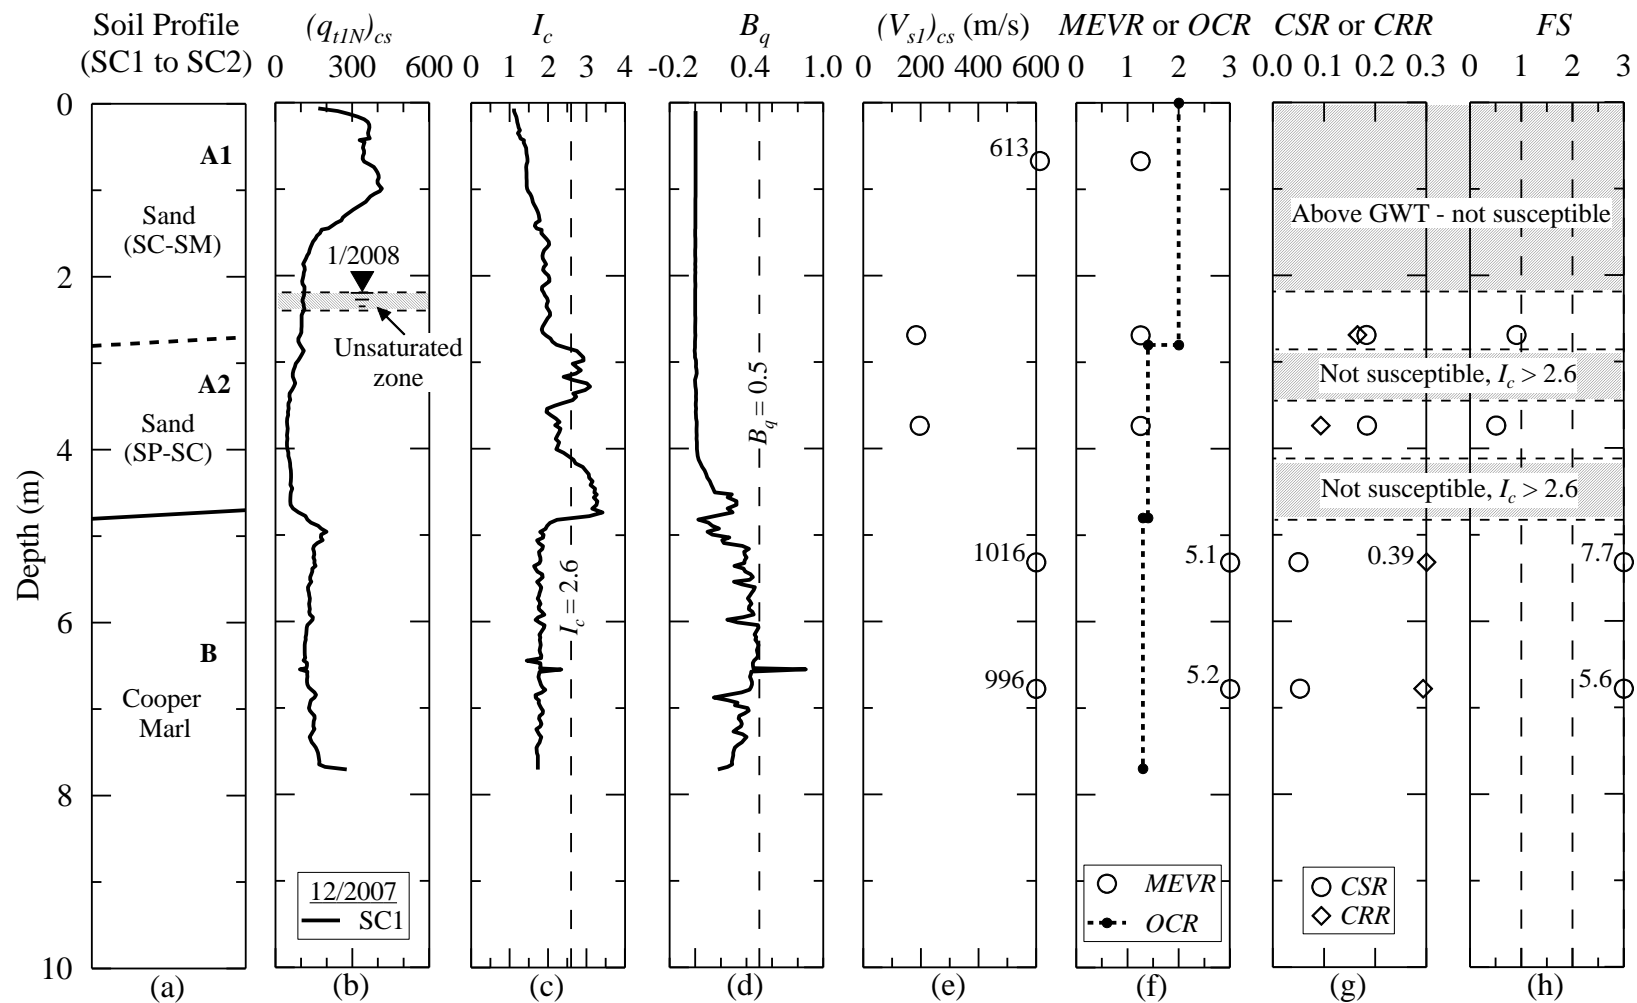 Soil Profile
(SC1 to SC2)
(q_t1N)_cs
I_c
B_q
(V_s1)_cs (m/s)
MEVR or OCR
CSR or CRR
FS
0 300 600
0 1 2 3 4
-0.2 0.4 1.0
0 200 400 600
0 1 2 3
0.0 0.1 0.2 0.3
0 1 2 3
Depth (m)
0
2
4
6
8
10
A1
Sand
(SC-SM)
A2
Sand
(SP-SC)
B
Cooper
Marl
1/2008
Unsaturated
zone
12/2007
SC1
I_c = 2.6
B_q = 0.5
613
1016
996
5.1
5.2
MEVR
OCR
Above GWT - not susceptible
Not susceptible, I_c > 2.6
Not susceptible, I_c > 2.6
0.39
7.7
5.6
CSR
CRR
(a)
(b)
(c)
(d)
(e)
(f)
(g)
(h)